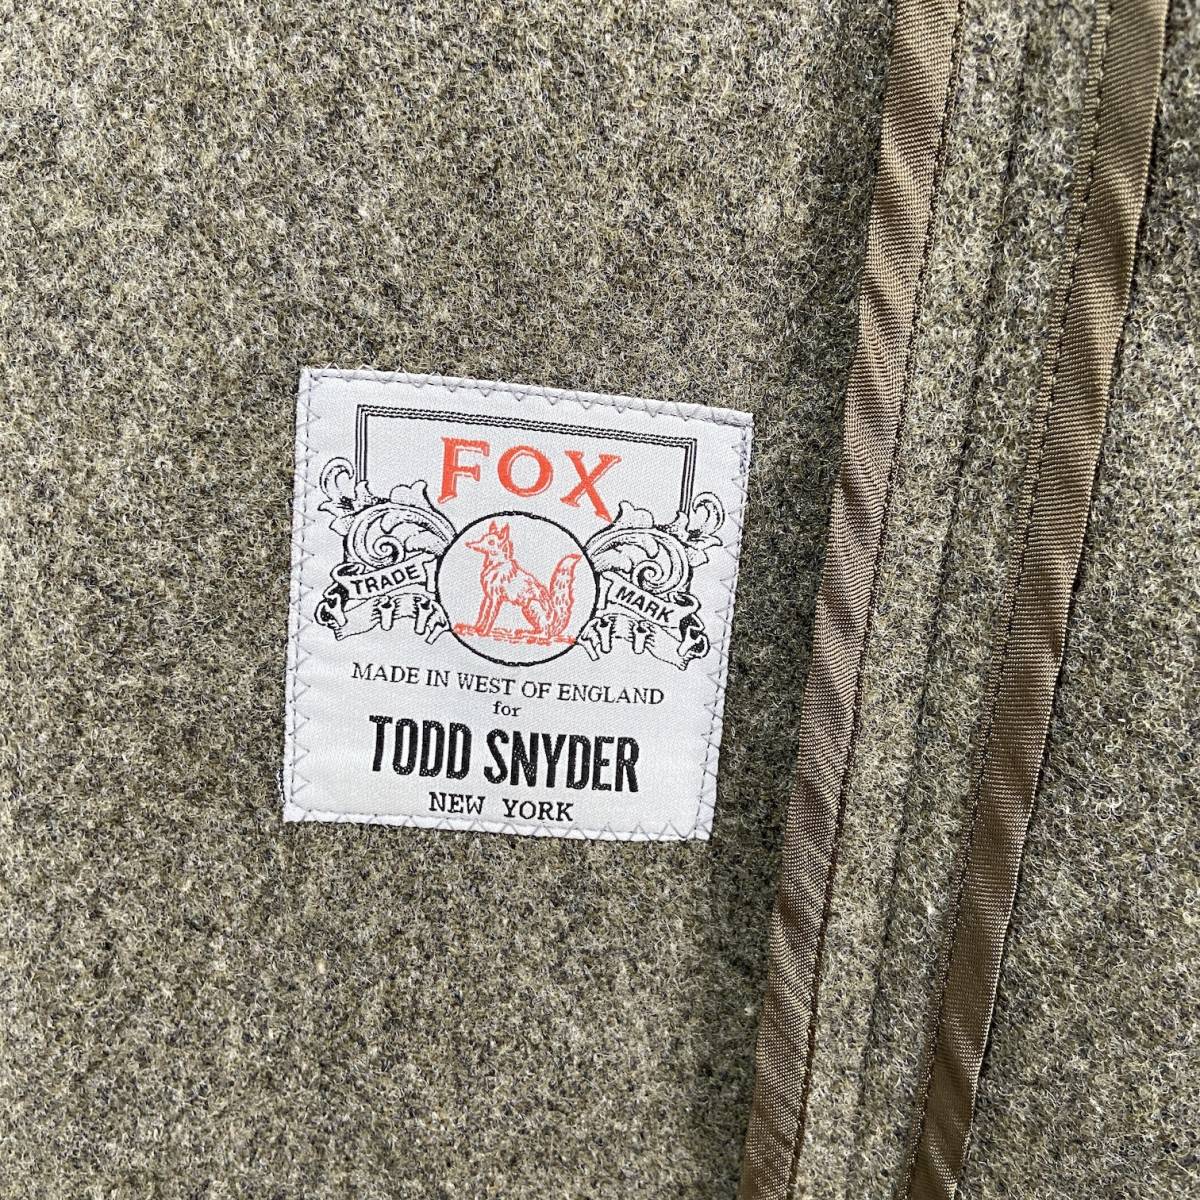 FOX
TRADE MARK
MADE IN WEST OF ENGLAND
for
TODD SNYDER
NEW YORK